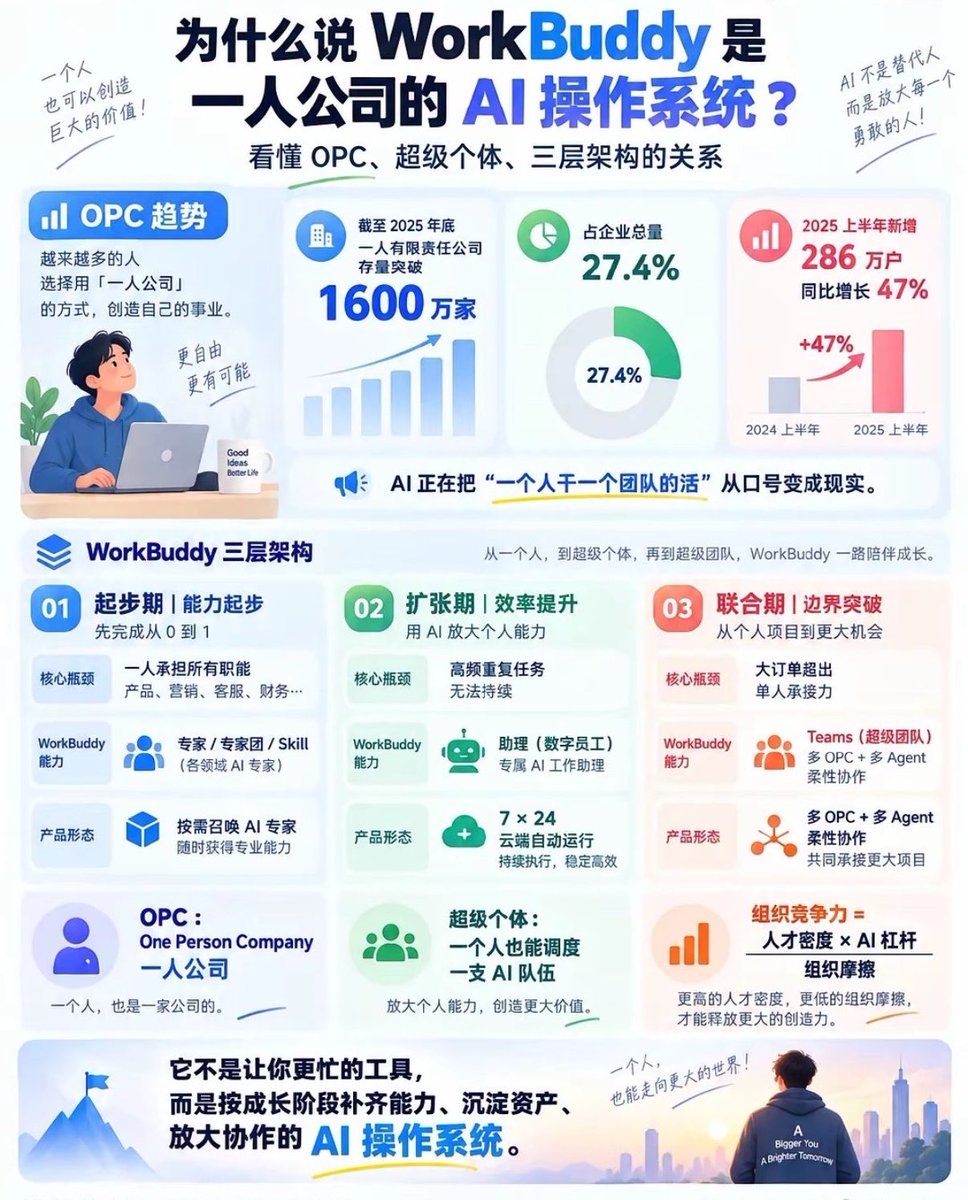 为什么说 WorkBuddy 是
一人公司的 AI 操作系统？
看懂 OPC、超级个体、三层架构的关系
一个人
也可以创造
巨大的价值！
AI 不是替代人
而是放大每一个
勇敢的人！
OPC 趋势
越来越多的人
选择用「一人公司」
的方式，创造自己的事业。
更自由
更有可能
Good
Ideas
Better Life
截至 2025 年底
一人有限责任公司
存量突破
1600 万家
占企业总量
27.4%
27.4%
2025 上半年新增
286 万户
同比增长 47%
+47%
2024 上半年
2025 上半年
AI 正在把“一个人干一个团队的活”从口号变成现实。
WorkBuddy 三层架构
从一个人，到超级个体，再到超级团队，WorkBuddy 一路陪伴成长。
01
起步期 | 能力起步
先完成从 0 到 1
核心瓶颈
一人承担所有职能
产品、营销、客服、财务…
WorkBuddy
能力
专家 / 专家团 / Skill
（各领域 AI 专家）
产品形态
按需召唤 AI 专家
随时获得专业能力
02
扩张期 | 效率提升
用 AI 放大个人能力
核心瓶颈
高频重复任务
无法持续
WorkBuddy
能力
助理（数字员工）
专属 AI 工作助理
产品形态
7 × 24
云端自动运行
持续执行，稳定高效
03
联合期 | 边界突破
从个人项目到更大机会
核心瓶颈
大订单超出
单人承接力
WorkBuddy
能力
Teams（超级团队）
多 OPC + 多 Agent
柔性协作
产品形态
多 OPC + 多 Agent
柔性协作
共同承接更大项目
OPC：
One Person Company
一人公司
一个人，也是一家公司的。
超级个体：
一个人也能调度
一支 AI 队伍
放大个人能力，创造更大价值。
组织竞争力 =
人才密度 × AI 杠杆
组织摩擦
更高的人才密度，更低的组织摩擦，
才能释放更大的创造力。
它不是让你更忙的工具，
而是按成长阶段补齐能力、沉淀资产、
放大协作的 AI 操作系统。
一个人，
也能走向更大的世界！
A
Bigger You
A Brighter Tomorrow